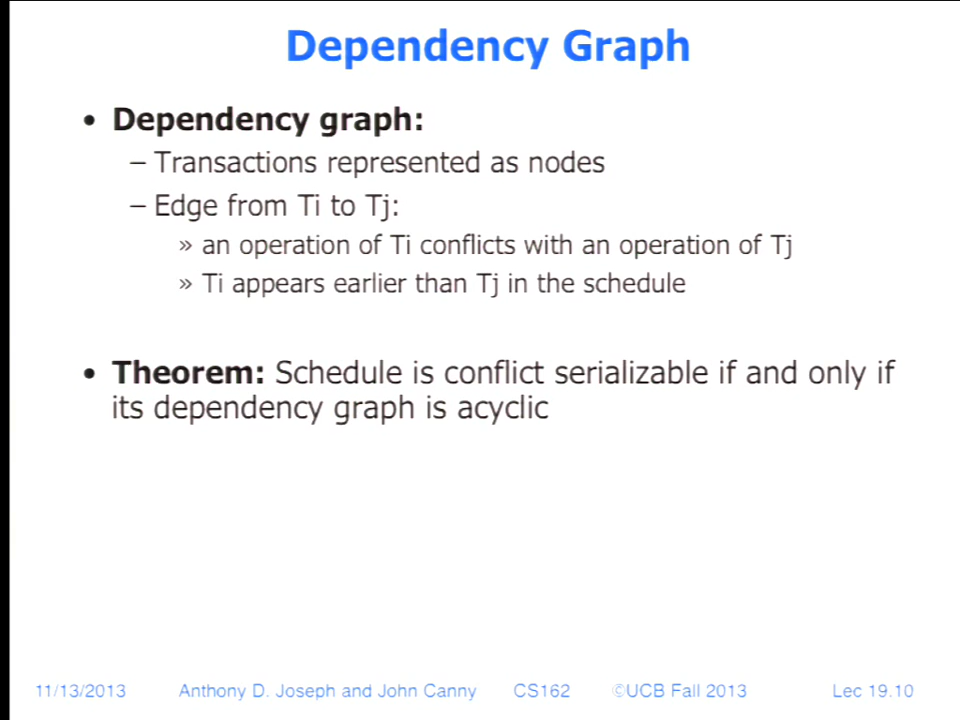 Dependency Graph
• Dependency graph:
– Transactions represented as nodes
– Edge from Ti to Tj:
» an operation of Ti conflicts with an operation of Tj
» Ti appears earlier than Tj in the schedule
• Theorem: Schedule is conflict serializable if and only if
its dependency graph is acyclic
11/13/2013 Anthony D. Joseph and John Canny CS162 ©UCB Fall 2013 Lec 19.10